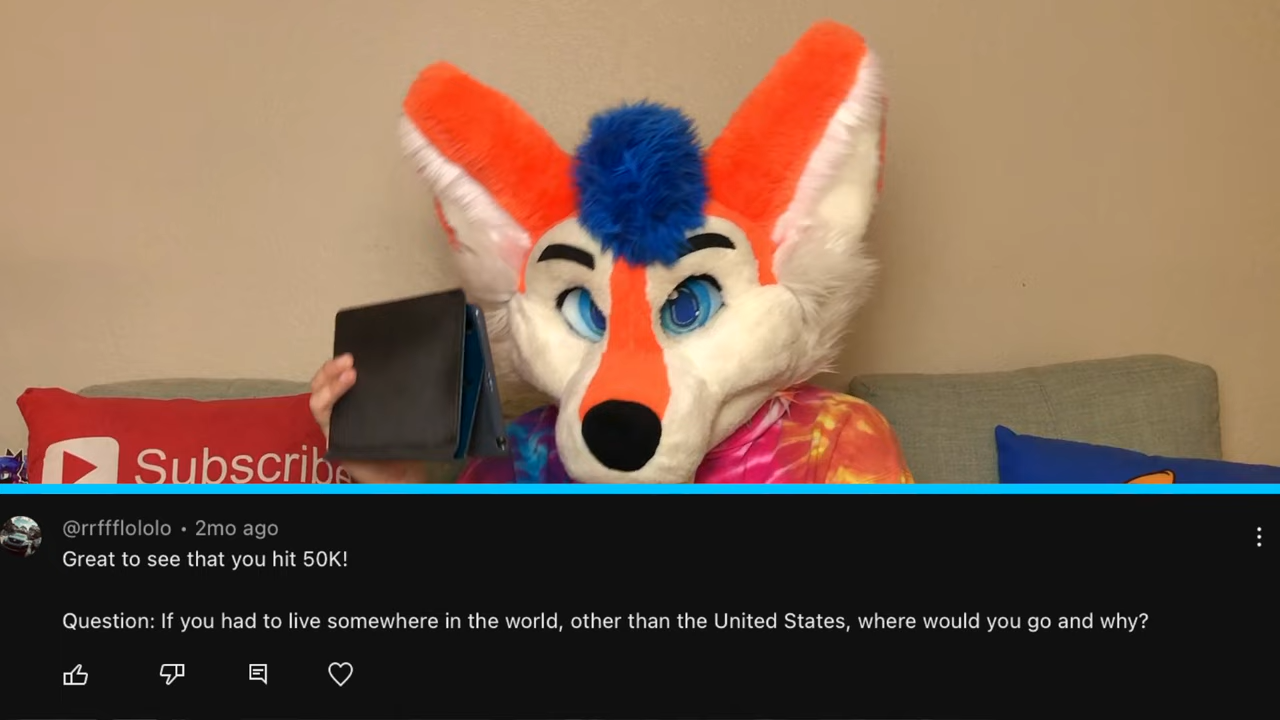 Subscribe
@rrffflololo • 2mo ago
Great to see that you hit 50K!
Question: If you had to live somewhere in the world, other than the United States, where would you go and why?